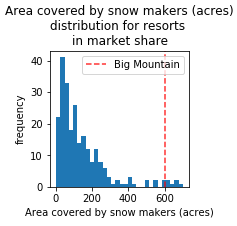 Area covered by snow makers (acres)
distribution for resorts
in market share
Big Mountain
frequency
40
30
20
10
0
0
200
400
600
Area covered by snow makers (acres)